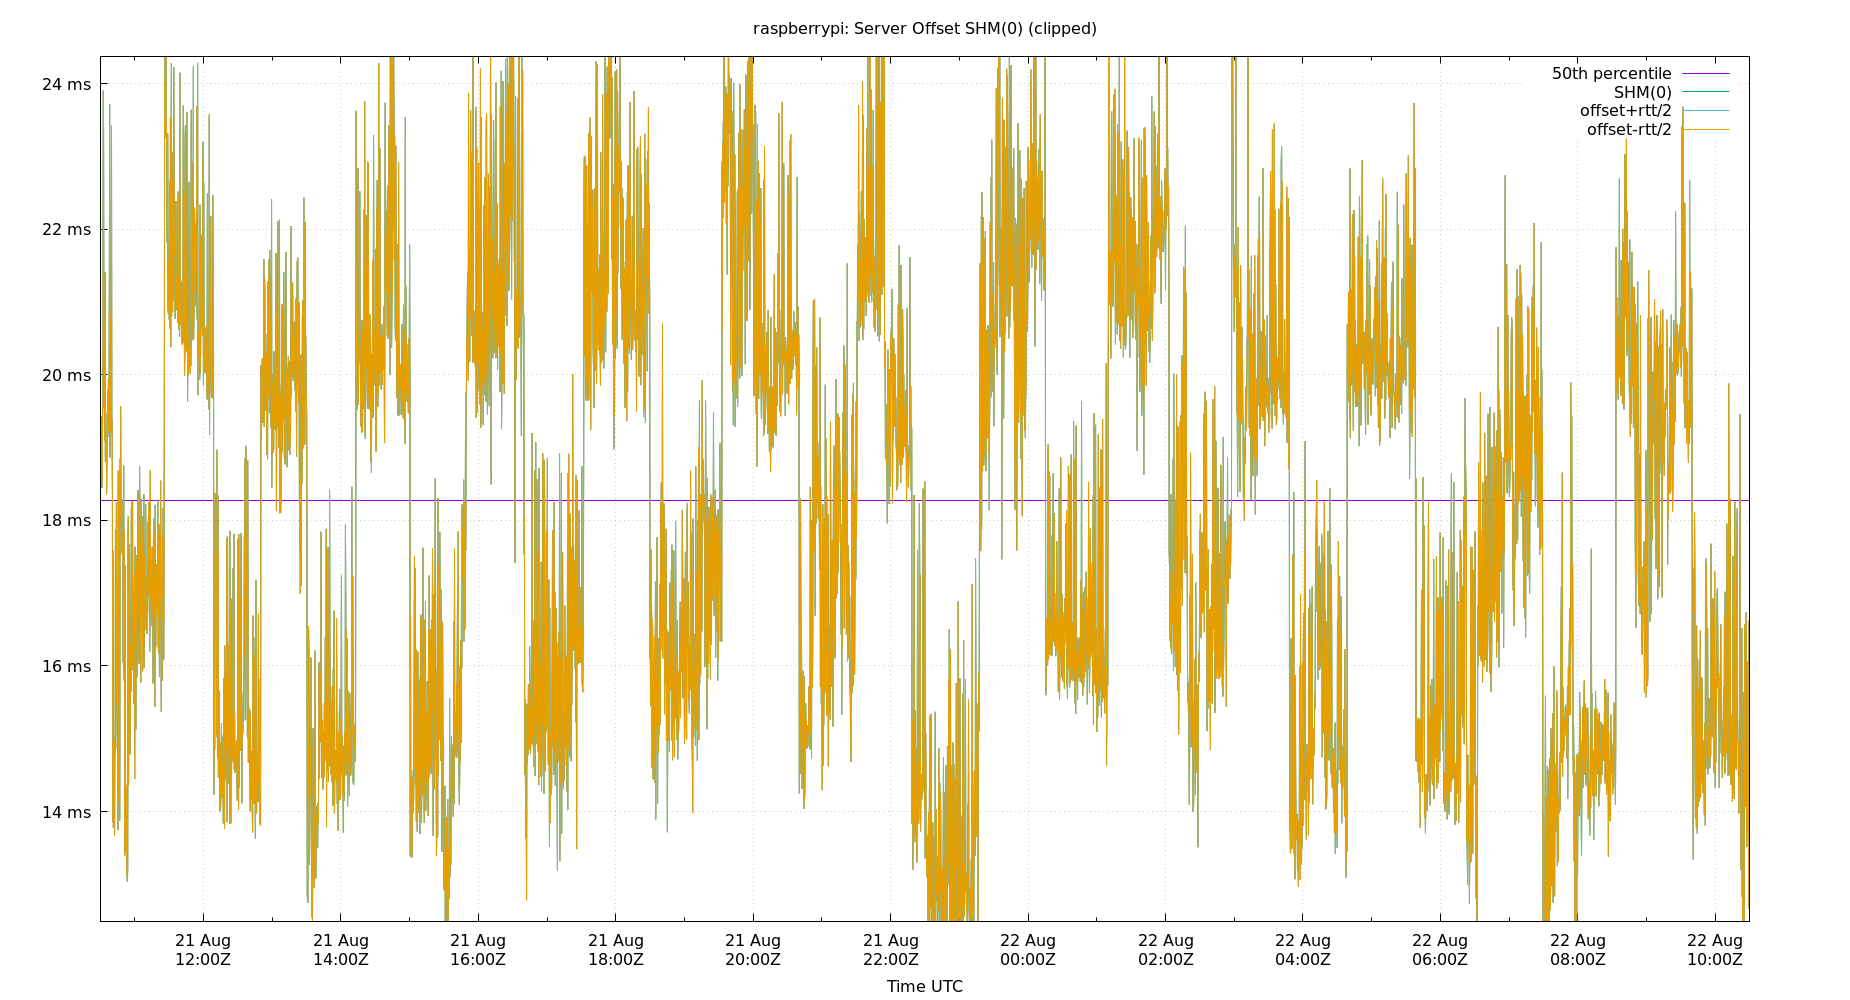 raspberrypi: Server Offset SHM(0) (clipped)
50th percentile
SHM(0)
offset+rtt/2
offset-rtt/2
24 ms
22 ms
20 ms
18 ms
16 ms
14 ms
21 Aug 21 Aug 21 Aug 21 Aug 21 Aug 21 Aug 22 Aug 22 Aug 22 Aug 22 Aug 22 Aug 22 Aug
12:00Z 14:00Z 16:00Z 18:00Z 20:00Z 22:00Z 00:00Z 02:00Z 04:00Z 06:00Z 08:00Z 10:00Z
Time UTC